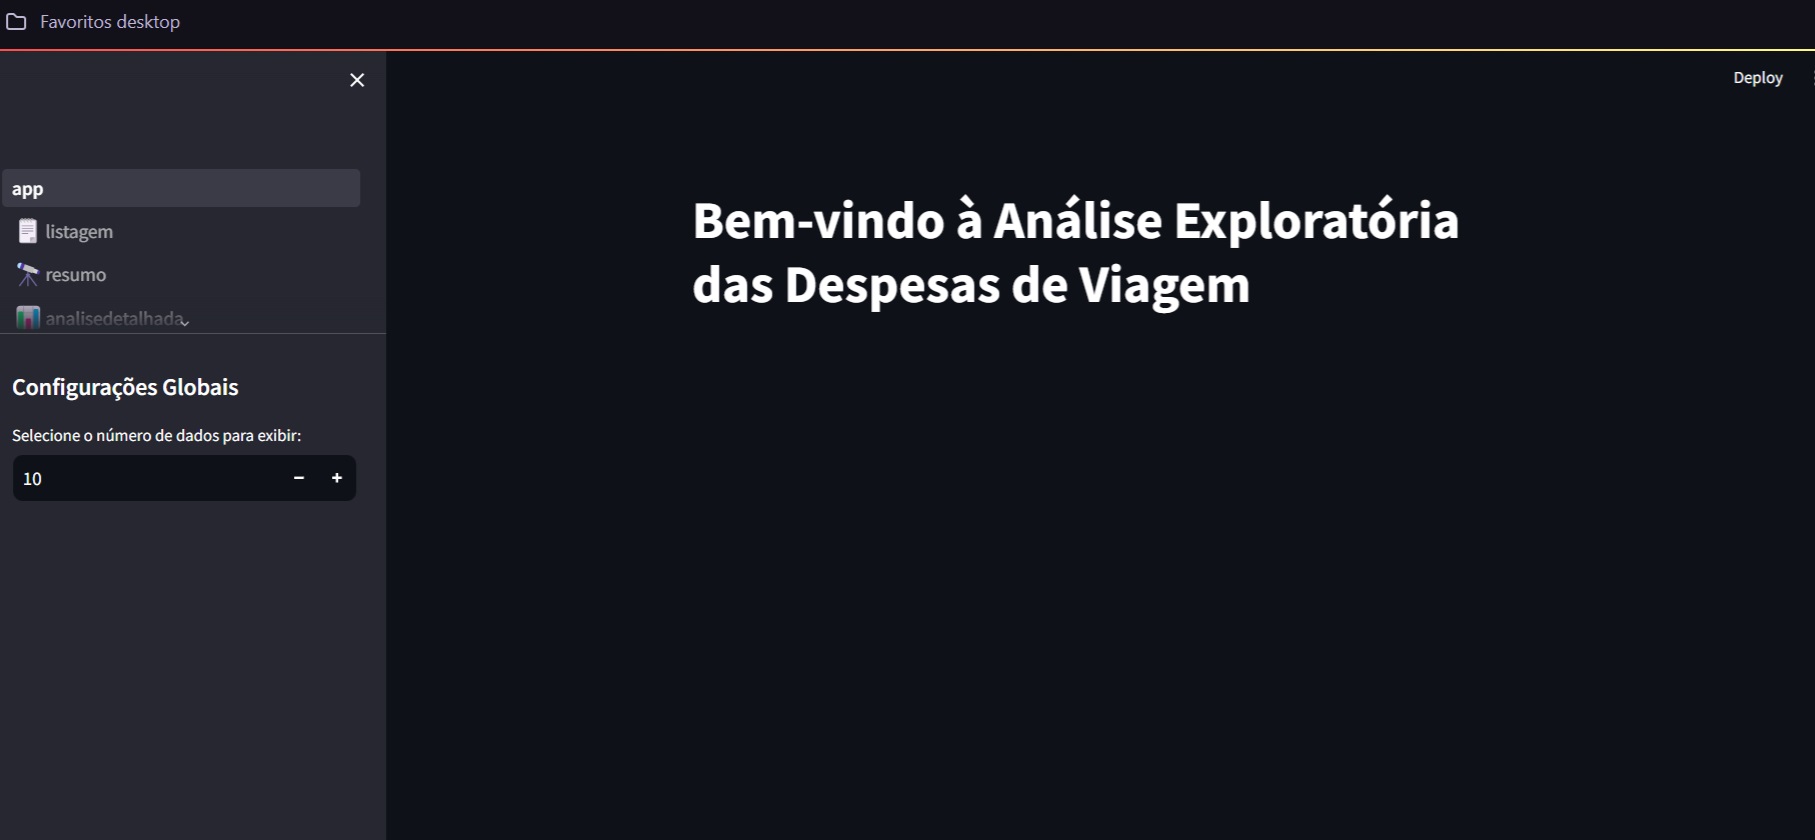 Favoritos desktop
Deploy
app
listagem
resumo
analisedetalhada
Configurações Globais
Selecione o número de dados para exibir:
10
Bem-vindo à Análise Exploratória
das Despesas de Viagem